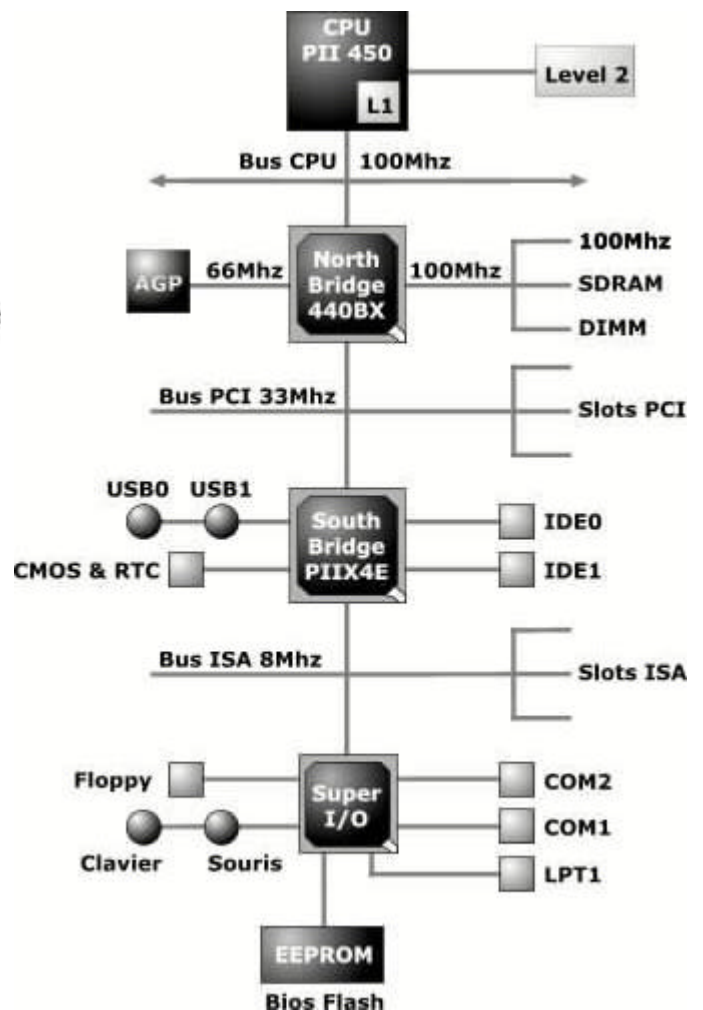 CPU
PII 450
L1
Level 2
Bus CPU 100Mhz
AGP
66Mhz
North
Bridge
440BX
100Mhz
100Mhz
SDRAM
DIMM
Bus PCI 33Mhz
Slots PCI
USB0 USB1
South
Bridge
PIIX4E
IDE0
CMOS & RTC
IDE1
Bus ISA 8Mhz
Slots ISA
Floppy
Super
I/O
COM2
COM1
Clavier Souris
LPT1
EEPROM
Bios Flash